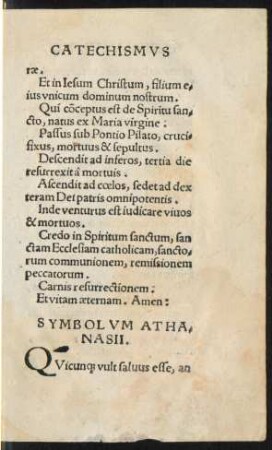 CATECHISMVS
ræ.
Et in Iesum Christum, filium e,
ius vnicum dominum nostrum.
Qui cõceptus est de Spiritu san,
cto, natus ex Maria virgine:
Passus sub Pontio Pilato, cruci,
fixus, mortuus & sepultus.
Descendit ad inferos, tertia die
resurrexit â mortuis.
Ascendit ad cœlos, sedet ad dex
teram Dei patris omnipotentis.
Inde venturus est iudicare viuos
& mortuos.
Credo in Spiritum sanctum, san
ctam Ecclesiam catholicam, sancto,
rum communionem, remissionem
peccatorum.
Carnis resurrectionem:
Et vitam æternam. Amen:
SYMBOLVM ATHA,
NASII.
QVicunqꝫ vult saluus esse, an